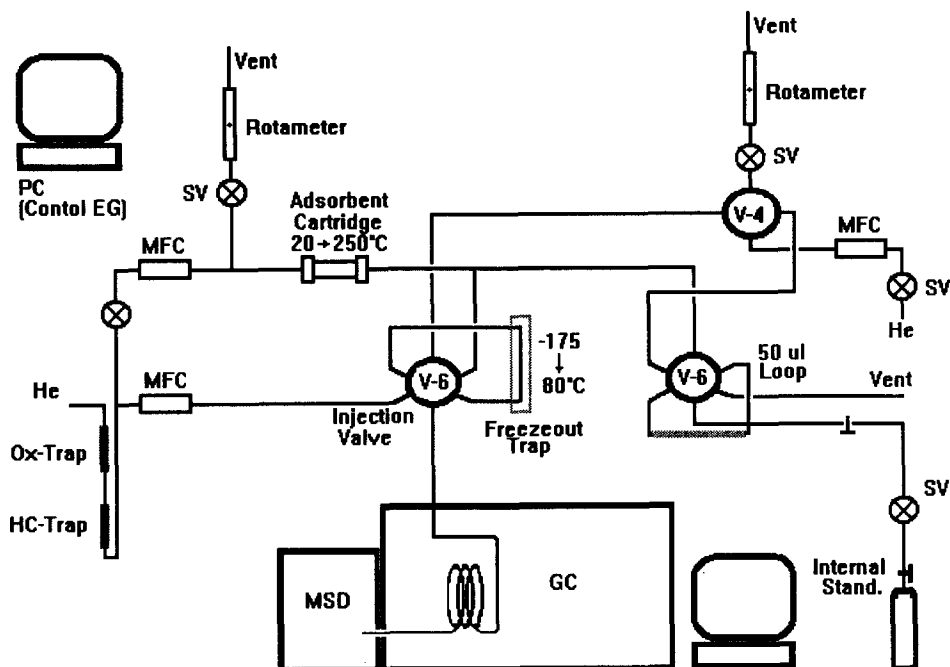 Vent
Rotameter
SV
PC
(Contol EG)
MFC
Adsorbent
Cartridge
20→250°C
Vent
Rotameter
SV
V-4
MFC
SV
He
-175
↓
80°C
V-6
Injection
Valve
Freezeout
Trap
50 ul
Loop
V-6
Vent
He
MFC
Ox-Trap
HC-Trap
SV
Internal
Stand.
MSD
GC